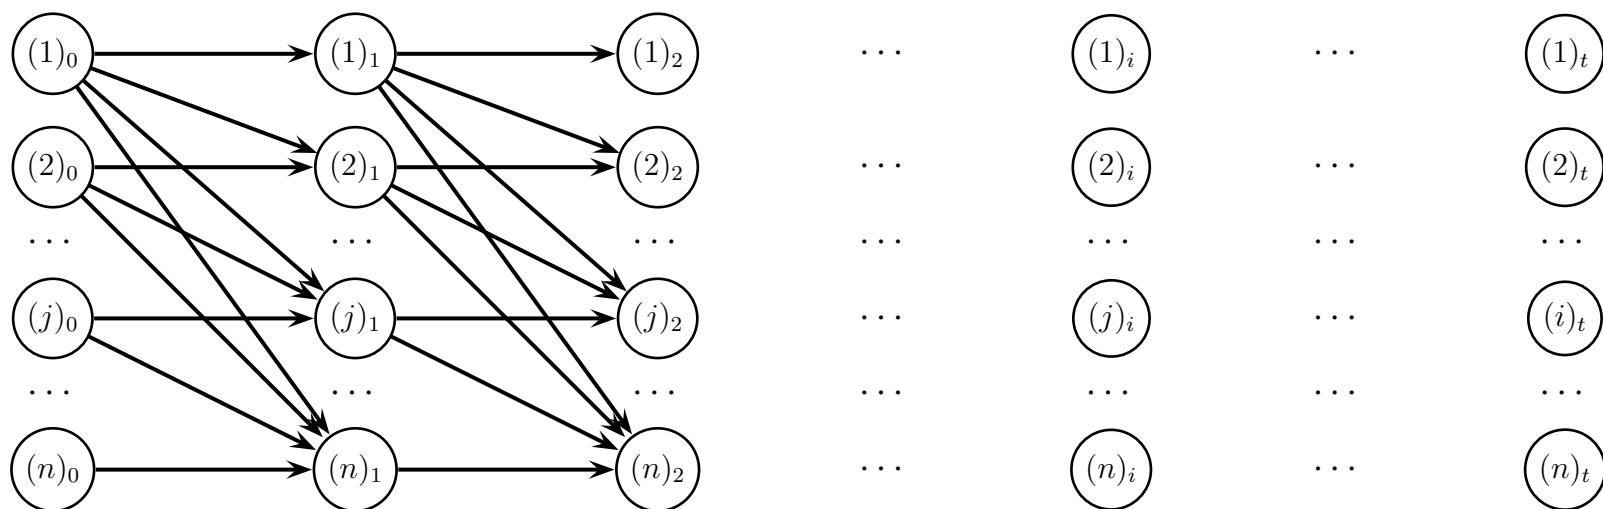 (1)₀ (1)₁ (1)₂ ⋯ (1)ᵢ ⋯ (1)ₜ
(2)₀ (2)₁ (2)₂ ⋯ (2)ᵢ ⋯ (2)ₜ
⋯ ⋯ ⋯ ⋯ ⋯ ⋯ ⋯
(j)₀ (j)₁ (j)₂ ⋯ (j)ᵢ ⋯ (i)ₜ
⋯ ⋯ ⋯ ⋯ ⋯ ⋯ ⋯
(n)₀ (n)₁ (n)₂ ⋯ (n)ᵢ ⋯ (n)ₜ